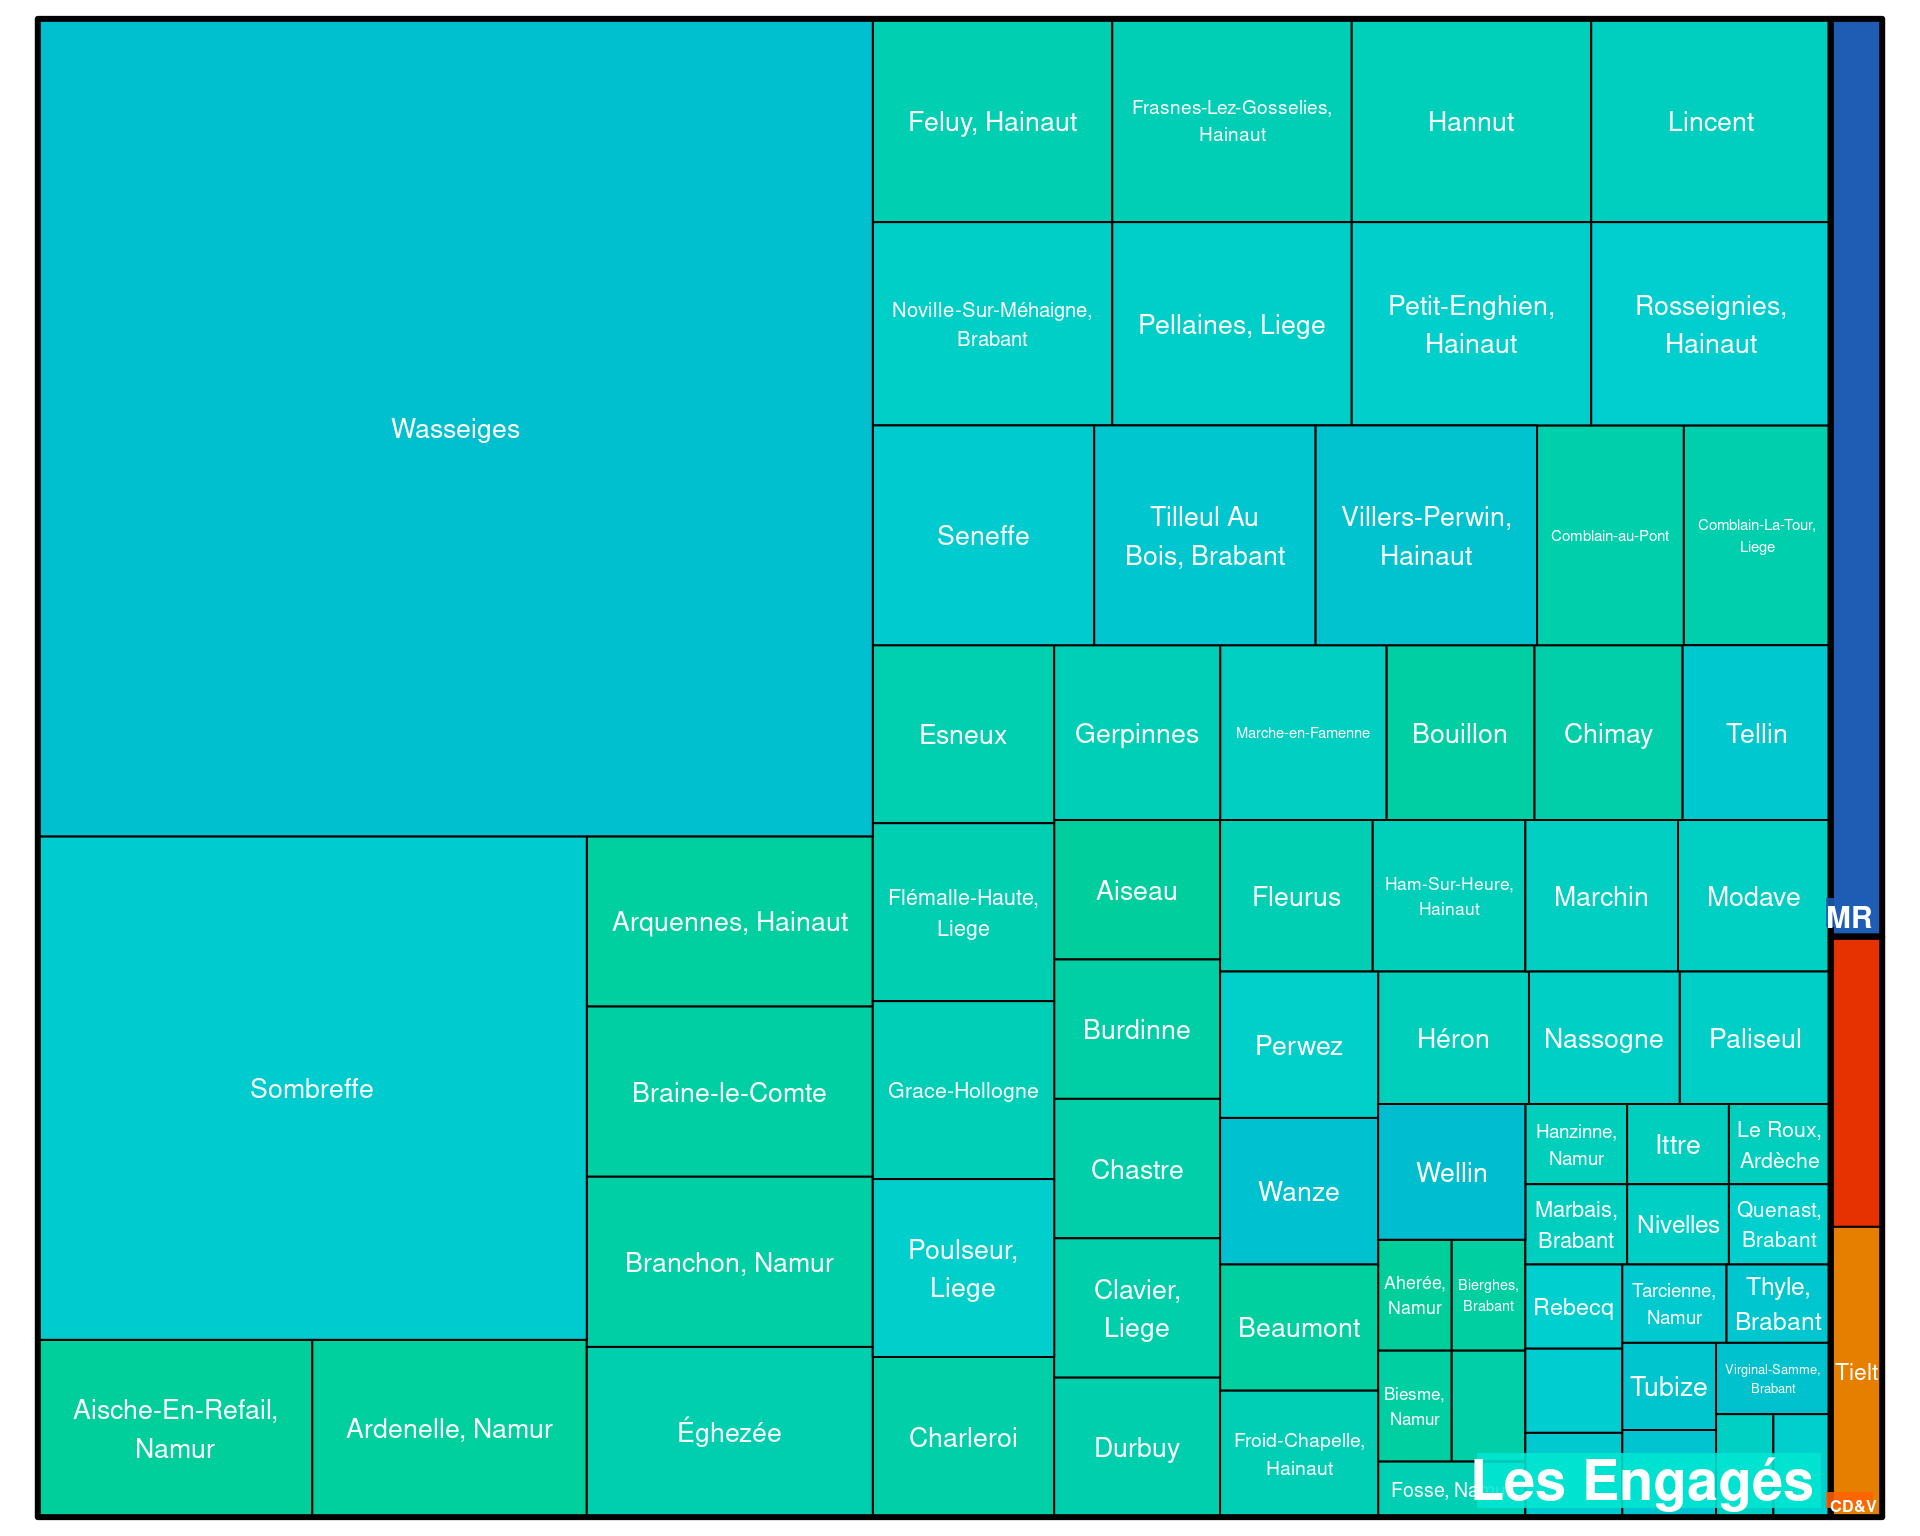 Wasseiges
Feluy, Hainaut
Frasnes-Lez-Gosselies,
Hainaut
Hannut
Lincent
Noville-Sur-Méhaigne,
Brabant
Pellaines, Liege
Petit-Enghien,
Hainaut
Rosseignies,
Hainaut
Seneffe
Tilleul Au
Bois, Brabant
Villers-Perwin,
Hainaut
Comblain-au-Pont
Comblain-La-Tour,
Liege
Esneux
Gerpinnes
Marche-en-Famenne
Bouillon
Chimay
Tellin
Sombreffe
Arquennes, Hainaut
Flémalle-Haute,
Liege
Aiseau
Fleurus
Ham-Sur-Heure,
Hainaut
Marchin
Modave
MR
Braine-le-Comte
Grace-Hollogne
Burdinne
Perwez
Héron
Nassogne
Paliseul
Chastre
Wanze
Wellin
Hanzinne,
Namur
Ittre
Le Roux,
Ardèche
Marbais,
Brabant
Nivelles
Quenast,
Brabant
Branchon, Namur
Poulseur,
Liege
Clavier,
Liege
Beaumont
Aherée,
Namur
Bierghes,
Brabant
Rebecq
Tarcienne,
Namur
Thyle,
Brabant
Biesme,
Namur
Tubize
Virginal-Samme,
Brabant
Tielt
Aische-En-Refail,
Namur
Ardenelle, Namur
Éghezée
Charleroi
Durbuy
Froid-Chapelle,
Hainaut
Fosse, Namur
Les Engagés
CD&V